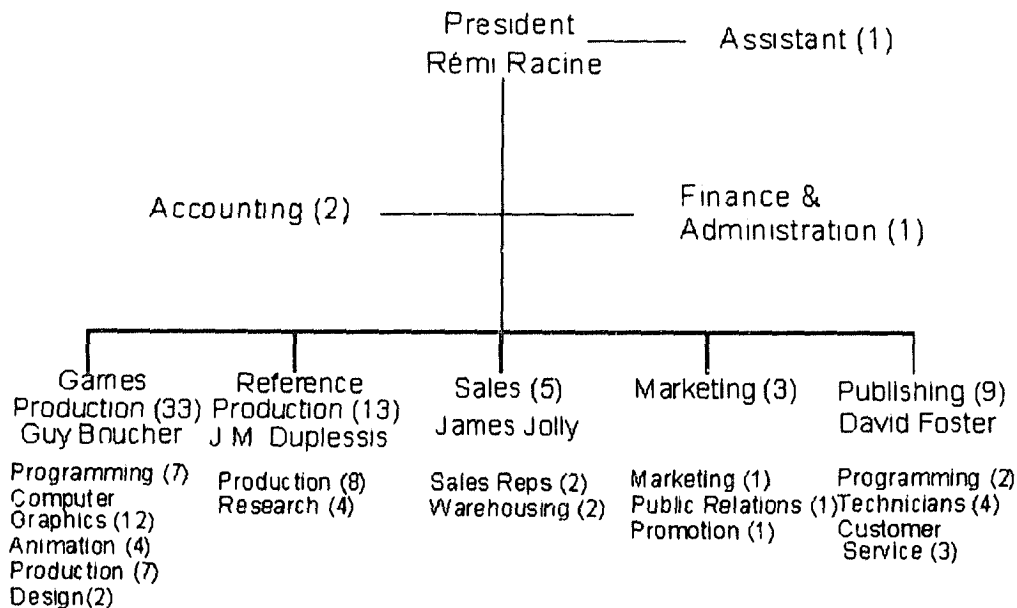 President
Rémi Racine
Assistant (1)
Accounting (2)
Finance &
Administration (1)
Games
Production (33)
Guy Boucher
Programming (7)
Computer
Graphics (12)
Animation (4)
Production (7)
Design(2)
Reference
Production (13)
J M Duplessis
Production (8)
Research (4)
Sales (5)
James Jolly
Sales Reps (2)
Warehousing (2)
Marketing (3)
Marketing (1)
Public Relations (1)
Promotion (1)
Publishing (9)
David Foster
Programming (2)
Technicians (4)
Customer
Service (3)